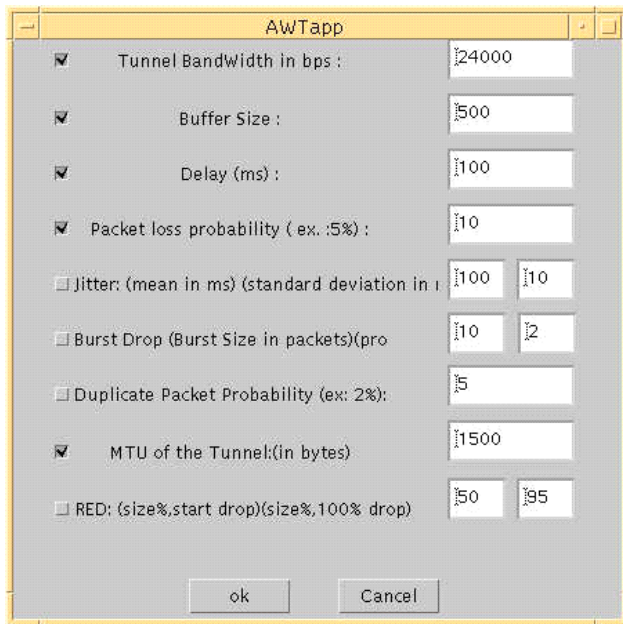 AWTapp
Tunnel BandWidth in bps : 24000
Buffer Size : 500
Delay (ms) : 100
Packet loss probability ( ex. :5%) : 10
Jitter: (mean in ms) (standard deviation in 100 10
Burst Drop (Burst Size in packets)(pro 10 2
Duplicate Packet Probability (ex: 2%): 5
MTU of the Tunnel:(in bytes) 1500
RED: (size%,start drop)(size%,100% drop) 50 95
ok Cancel